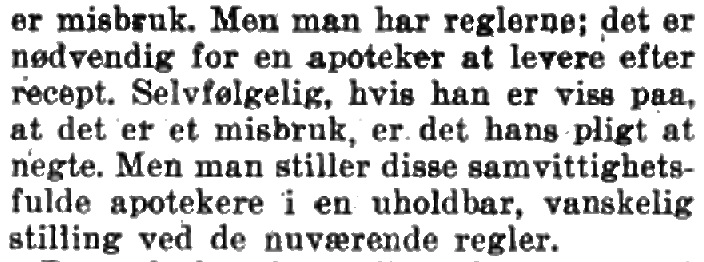 er misbruk. Men man har reglerne; det er
nødvendig for en apoteker at levere efter
recept. Selvfølgelig, hvis han er viss paa,
at det er et misbruk, er det hans pligt at
negte. Men man stiller disse samvittighets-
fulde apotekere i en uholdbar, vanskelig
stilling ved de nuværende regler.